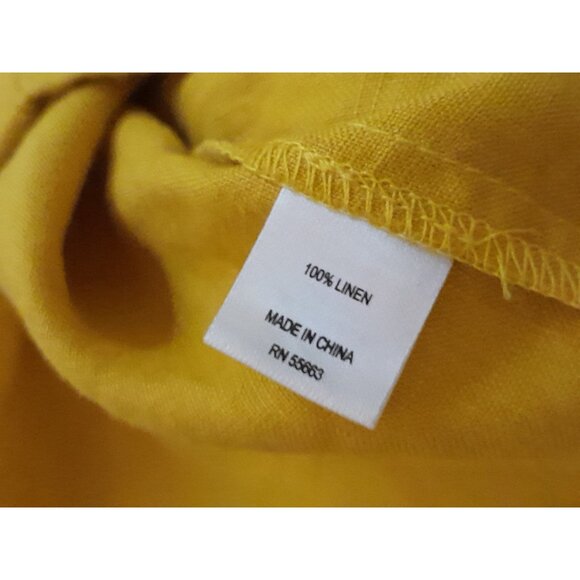 100% LINEN
MADE IN CHINA
RN 55663